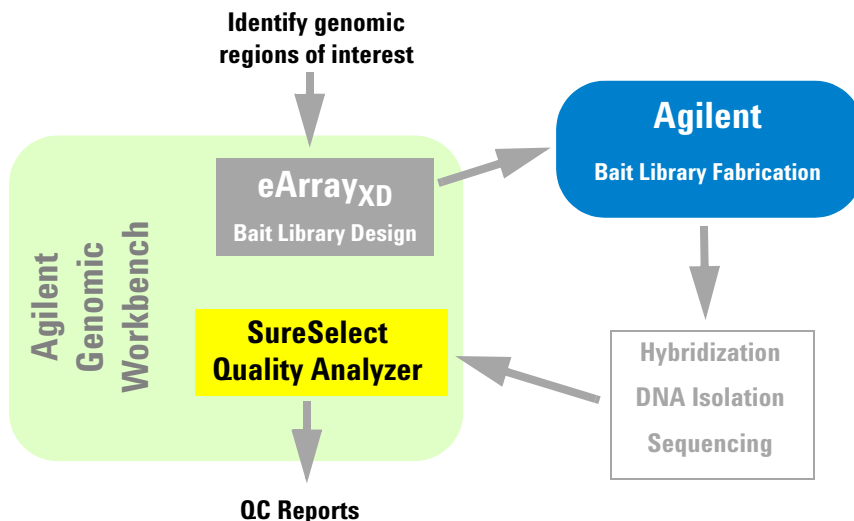 Identify genomic
regions of interest
Agilent
Bait Library Fabrication
eArrayXD
Bait Library Design
Agilent
Genomic
Workbench
SureSelect
Quality Analyzer
Hybridization
DNA Isolation
Sequencing
QC Reports